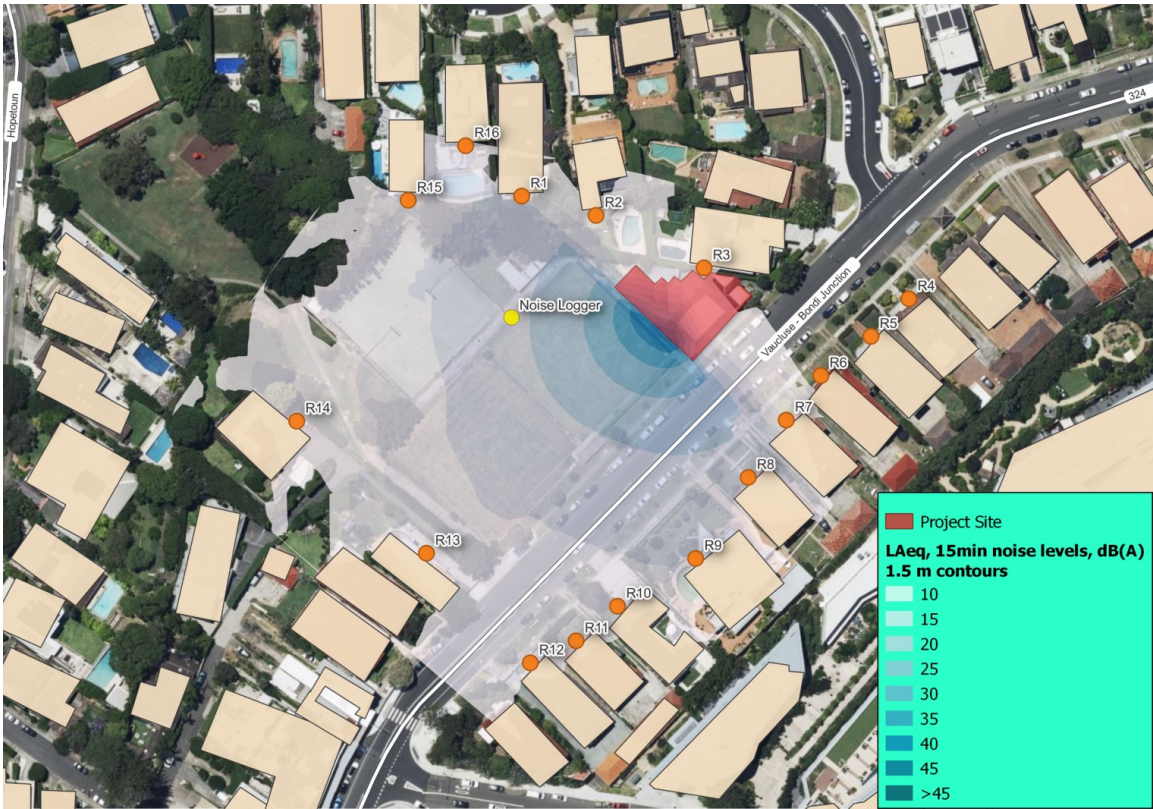 Hopetoun
324
R16
R15
R1
R2
R3
R4
Noise Logger
Vaucluse - Bondi Junction
R5
R6
R14
R7
R8
R13
R9
R10
R11
R12
Project Site
LAeq, 15min noise levels, dB(A)
1.5 m contours
10
15
20
25
30
35
40
45
>45